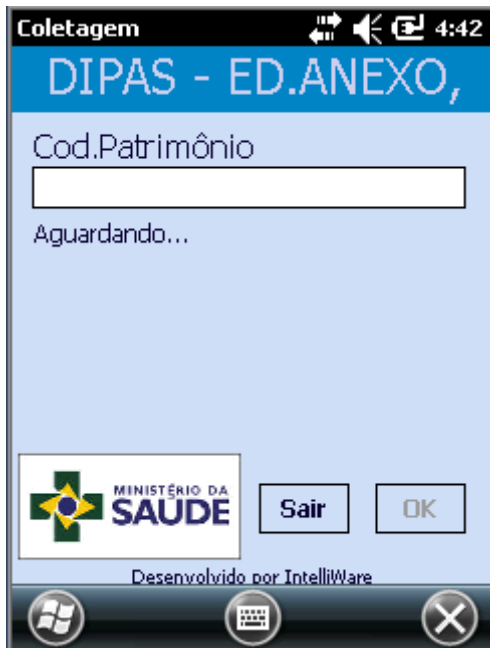 Coletagem 4:42
DIPAS - ED.ANEXO,
Cod.Patrimônio
Aguardando...
MINISTÉRIO DA
SAÚDE
Sair OK
Desenvolvido por IntelliWare